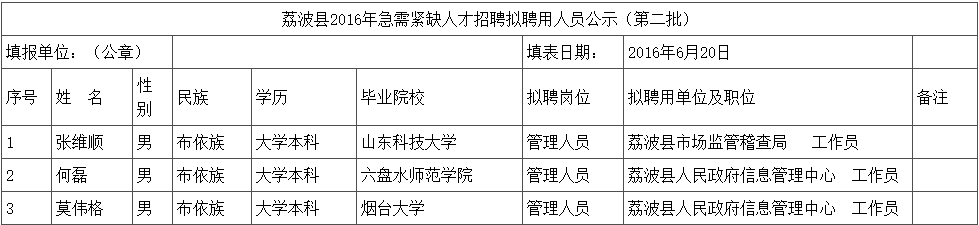 荔波县2016年急需紧缺人才招聘拟聘用人员公示（第二批）
填报单位：（公章） 填表日期： 2016年6月20日
序号 姓　名 性别 民族 学历 毕业院校 拟聘岗位 拟聘用单位及职位 备注
1 张维顺 男 布依族 大学本科 山东科技大学 管理人员 荔波县市场监管稽查局　工作员
2 何磊 男 布依族 大学本科 六盘水师范学院 管理人员 荔波县人民政府信息管理中心　工作员
3 莫伟格 男 布依族 大学本科 烟台大学 管理人员 荔波县人民政府信息管理中心　工作员